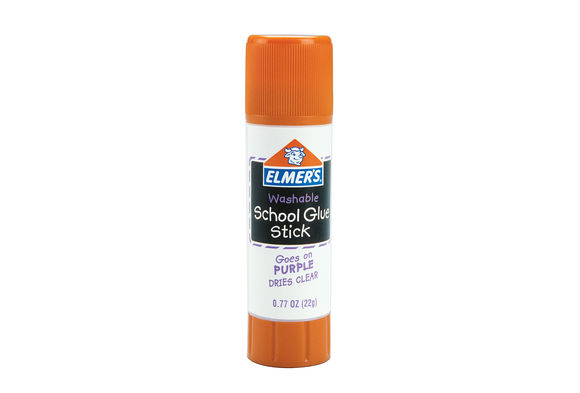 ELMER'S
Washable
School Glue
Stick
Goes on
PURPLE
DRIES CLEAR
0.77 OZ (22g)